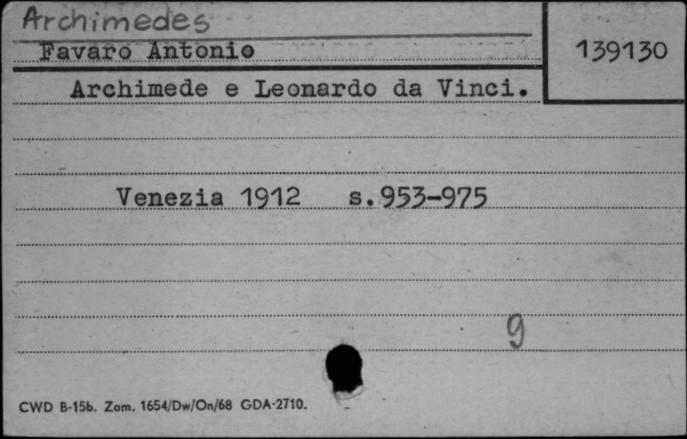 Archimedes
Favaro Antonio
139130
Archimede e Leonardo da Vinci.
Venezia 1912 s.953-975
9
CWD B-15b. Zam. 1654/Dw/On/68 GDA-2710.